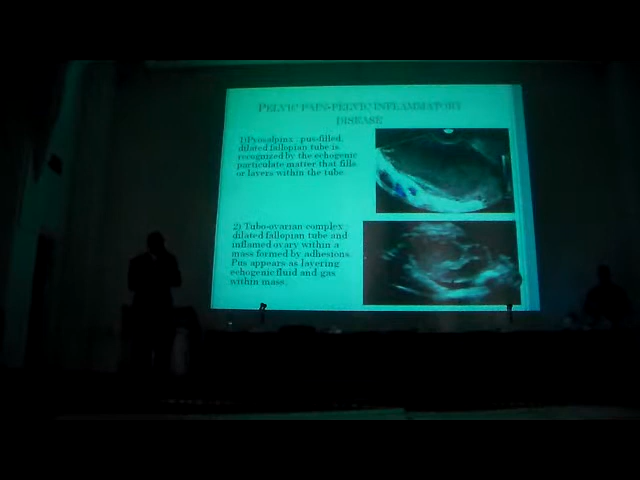 PELVIC PAIN-PELVIC INFLAMMATORY
DISEASE
1)Pyosalpinx : pus-filled,
dilated fallopian tube is
recognized by the echogenic
particulate matter that fills
or layers within the tube.
2) Tubo-ovarian complex -
dilated fallopian tube and
inflamed ovary within a
mass formed by adhesions.
Pus appears as layering
echogenic fluid and gas
within mass.